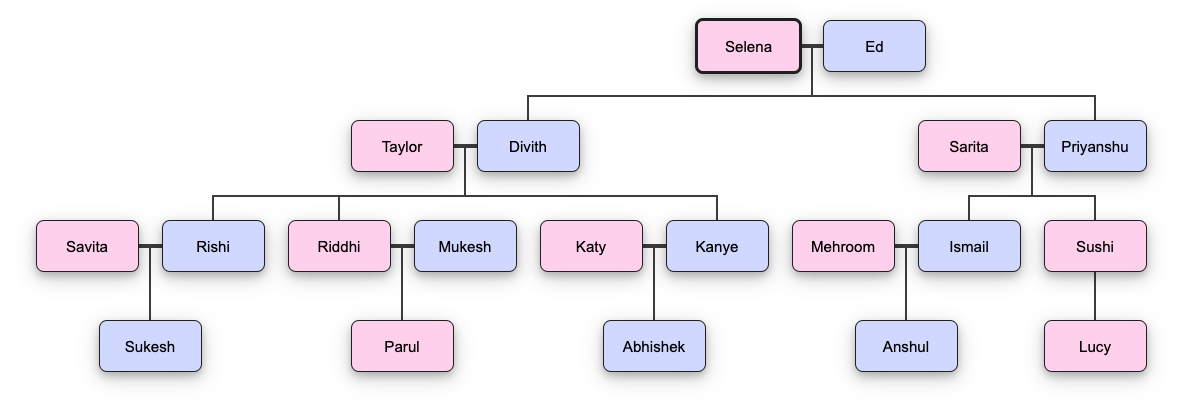 Selena
Ed
Taylor
Divith
Sarita
Priyanshu
Savita
Rishi
Riddhi
Mukesh
Katy
Kanye
Mehroom
Ismail
Sushi
Sukesh
Parul
Abhishek
Anshul
Lucy